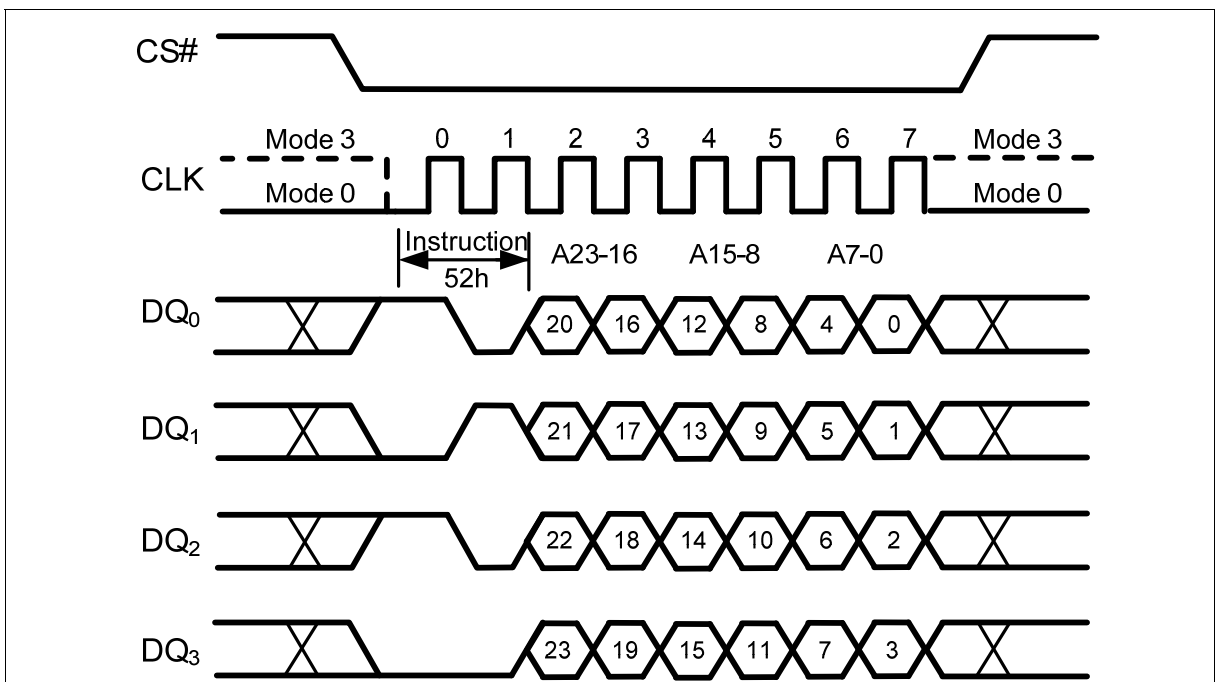 CS#
Mode 3 0 1 2 3 4 5 6 7 Mode 3
CLK
Mode 0 Mode 0
Instruction A23-16 A15-8 A7-0
52h
DQ0 20 16 12 8 4 0
DQ1 21 17 13 9 5 1
DQ2 22 18 14 10 6 2
DQ3 23 19 15 11 7 3